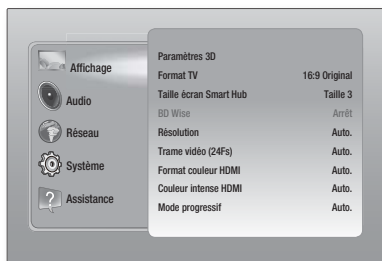 Affichage
Audio
Réseau
Système
Assistance
Paramètres 3D
Format TV 16:9 Original
Taille écran Smart Hub Taille 3
BD Wise Arrêt
Résolution Auto.
Trame vidéo (24Fs) Auto.
Format couleur HDMI Auto.
Couleur intense HDMI Auto.
Mode progressif Auto.